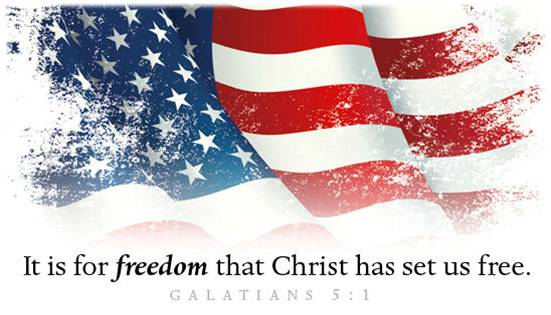 It is for freedom that Christ has set us free.
GALATIANS 5:1